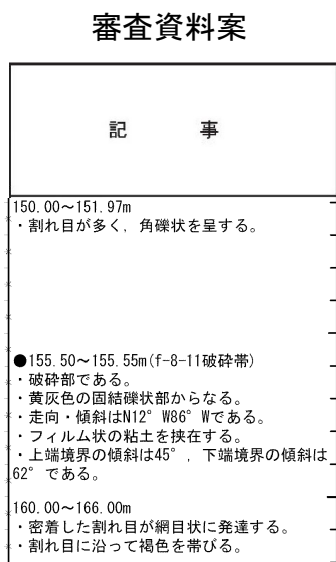 審査資料案
記 事
150.00～151.97m
・割れ目が多く，角礫状を呈する。
●155.50～155.55m(f-8-11破砕帯)
・破砕部である。
・黄灰色の固結礫状部からなる。
・走向・傾斜はN12°W86°Wである。
・フィルム状の粘土を挟在する。
・上端境界の傾斜は45°，下端境界の傾斜は
62°である。
160.00～166.00m
・密着した割れ目が網目状に発達する。
・割れ目に沿って褐色を帯びる。